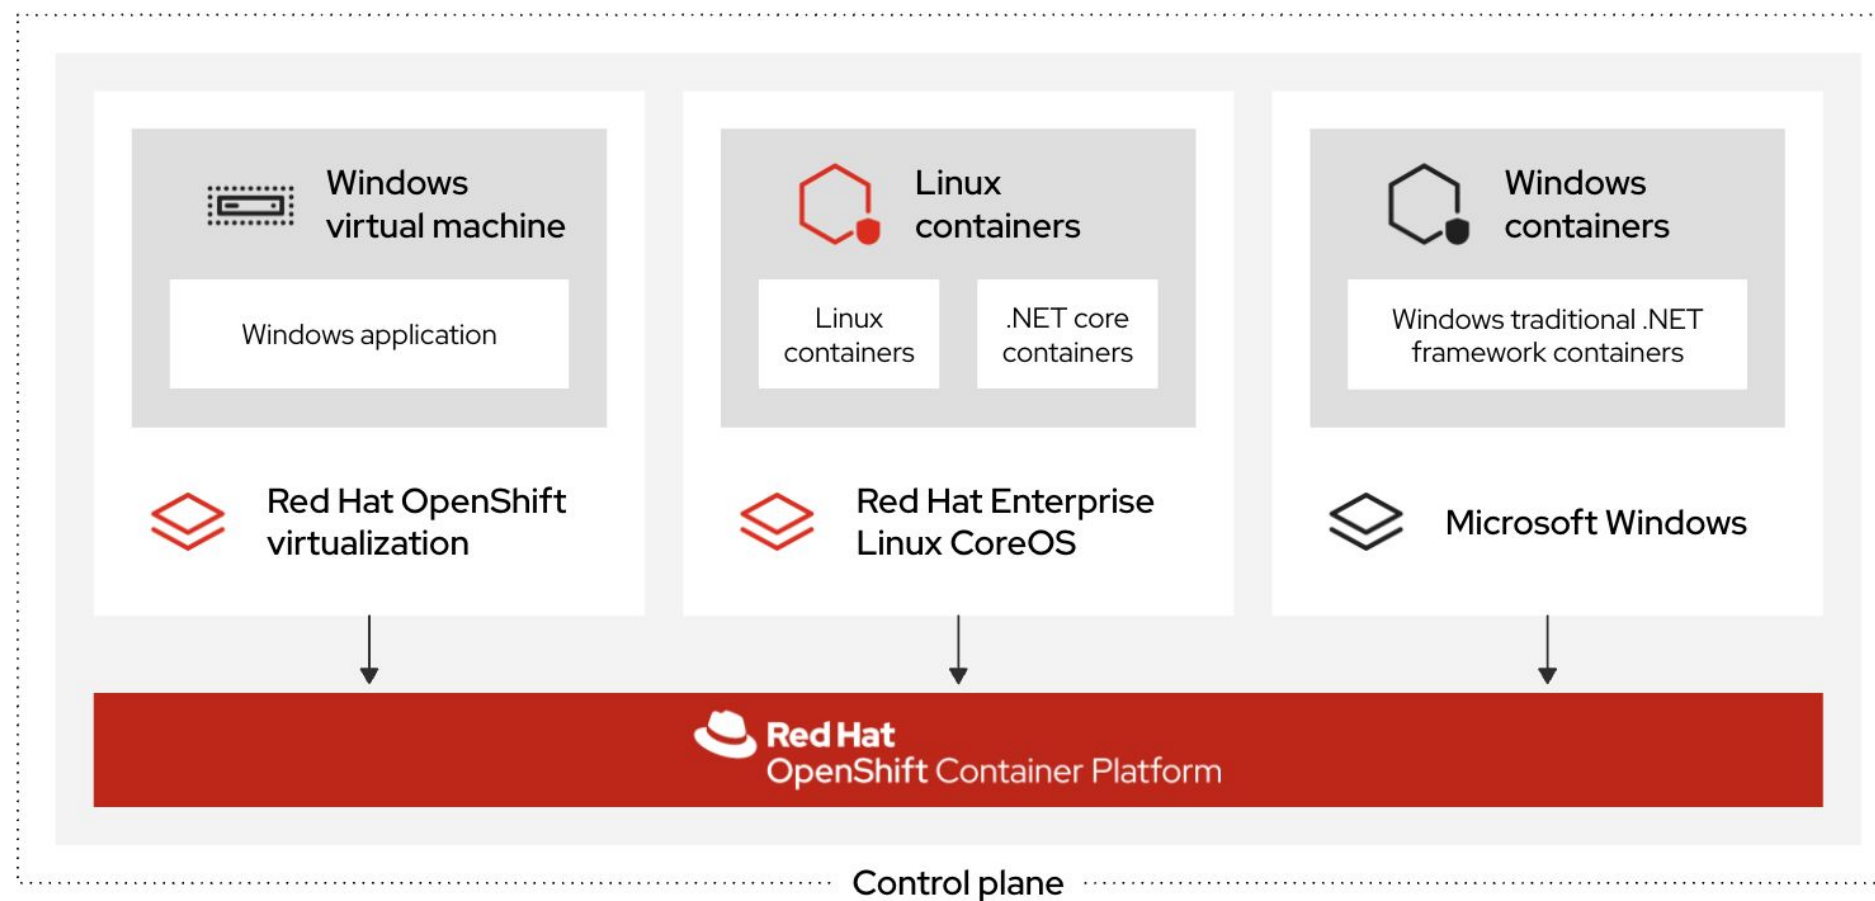 Windows
virtual machine
Windows application
Red Hat OpenShift
virtualization
Linux
containers
Linux
containers
.NET core
containers
Red Hat Enterprise
Linux CoreOS
Windows
containers
Windows traditional .NET
framework containers
Microsoft Windows
Red Hat
OpenShift Container Platform
Control plane